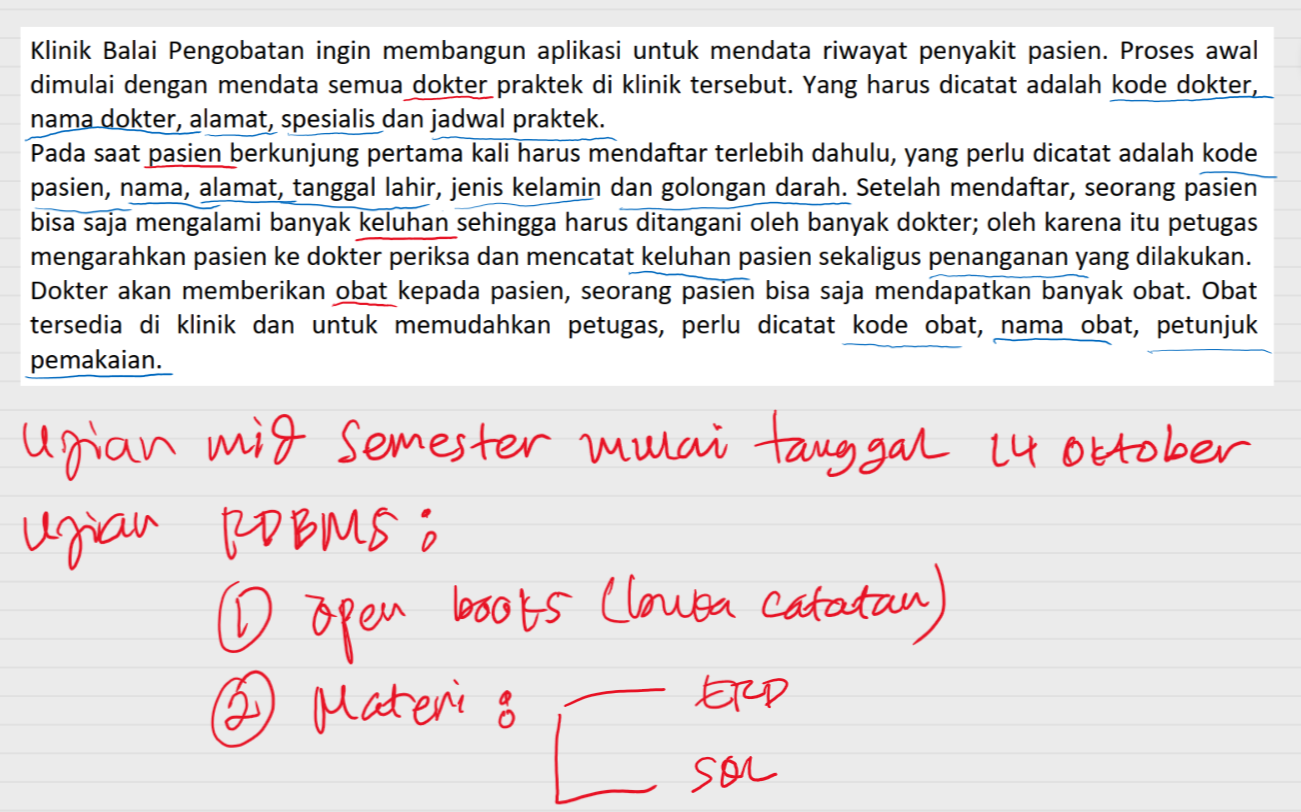 Klinik Balai Pengobatan ingin membangun aplikasi untuk mendata riwayat penyakit pasien. Proses awal
dimulai dengan mendata semua dokter praktek di klinik tersebut. Yang harus dicatat adalah kode dokter,
nama dokter, alamat, spesialis dan jadwal praktek.
Pada saat pasien berkunjung pertama kali harus mendaftar terlebih dahulu, yang perlu dicatat adalah kode
pasien, nama, alamat, tanggal lahir, jenis kelamin dan golongan darah. Setelah mendaftar, seorang pasien
bisa saja mengalami banyak keluhan sehingga harus ditangani oleh banyak dokter; oleh karena itu petugas
mengarahkan pasien ke dokter periksa dan mencatat keluhan pasien sekaligus penanganan yang dilakukan.
Dokter akan memberikan obat kepada pasien, seorang pasien bisa saja mendapatkan banyak obat. Obat
tersedia di klinik dan untuk memudahkan petugas, perlu dicatat kode obat, nama obat, petunjuk
pemakaian.
Ujian mid semester mulai tanggal 14 Oktober
Ujian RDBMS :
① open books (buka catatan)
② Materi :
ERD
SQL